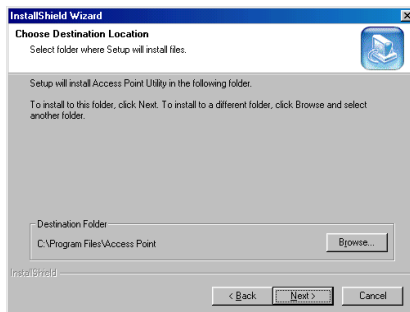 InstallShield Wizard
Choose Destination Location
Select folder where Setup will install files.
Setup will install Access Point Utility in the following folder.
To install to this folder, click Next. To install to a different folder, click Browse and select
another folder.
Destination Folder
C:\Program Files\Access Point
Browse...
InstallShield
< Back
Next >
Cancel